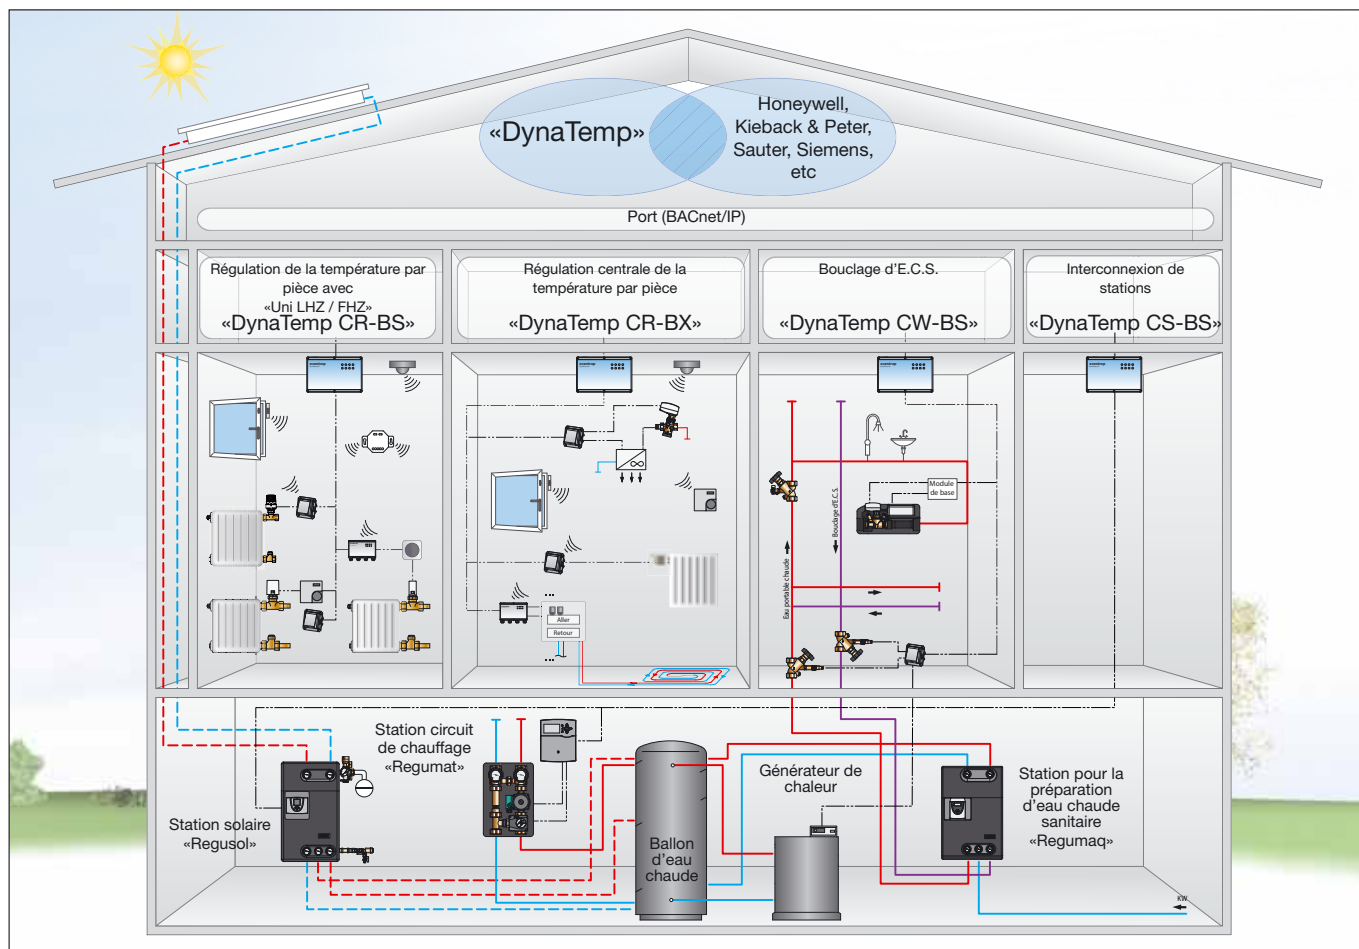 «DynaTemp»
Honeywell,
Kieback & Peter,
Sauter, Siemens,
etc
Port (BACnet/IP)
Régulation de la température par
pièce avec
«Uni LHZ / FHZ»
«DynaTemp CR-BS»
Régulation centrale de la
température par pièce
«DynaTemp CR-BX»
Bouclage d'E.C.S.
«DynaTemp CW-BS»
Interconnexion de
stations
«DynaTemp CS-BS»
Module
de base
Bouclage d'E.C.S.
Eau portable chaude
Aller
Retour
Station circuit
de chauffage
«Regumat»
Station solaire
«Regusol»
Ballon
d'eau
chaude
Générateur de
chaleur
Station pour la
préparation
d'eau chaude
sanitaire
«Regumaq»
KW